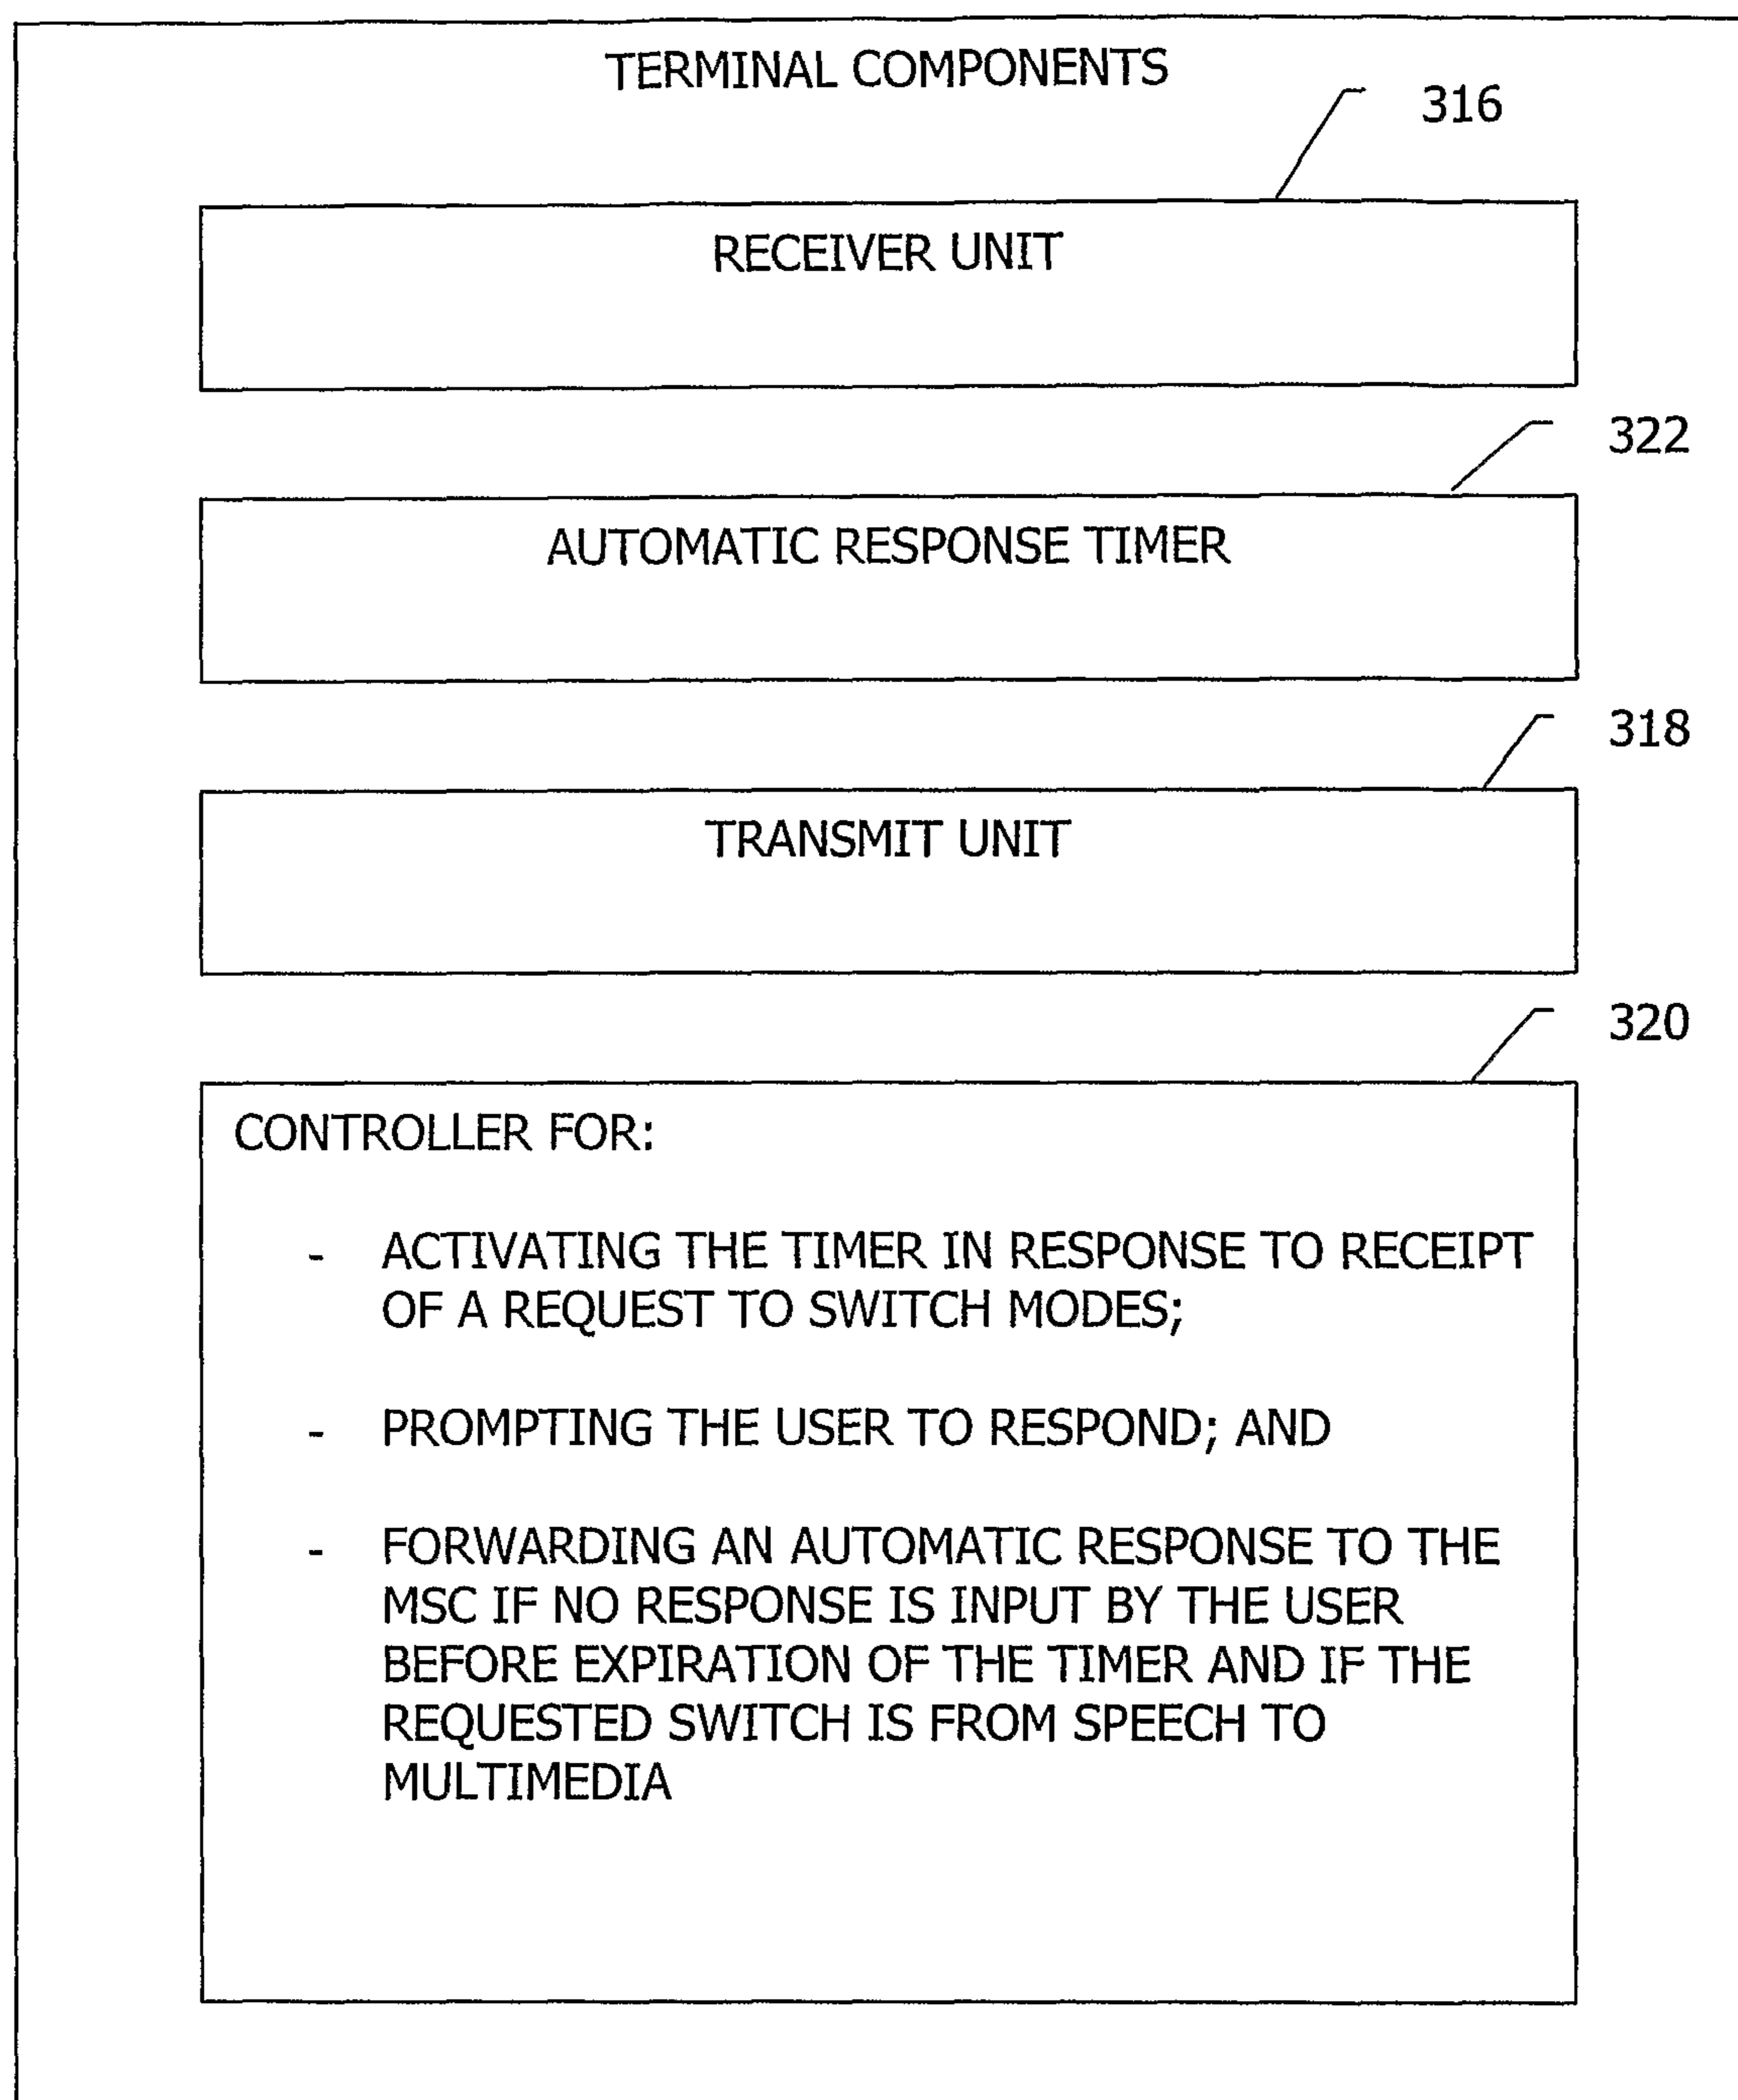 TERMINAL COMPONENTS
316
RECEIVER UNIT
322
AUTOMATIC RESPONSE TIMER
318
TRANSMIT UNIT
320
CONTROLLER FOR:
- ACTIVATING THE TIMER IN RESPONSE TO RECEIPT
OF A REQUEST TO SWITCH MODES;
- PROMPTING THE USER TO RESPOND; AND
- FORWARDING AN AUTOMATIC RESPONSE TO THE
MSC IF NO RESPONSE IS INPUT BY THE USER
BEFORE EXPIRATION OF THE TIMER AND IF THE
REQUESTED SWITCH IS FROM SPEECH TO
MULTIMEDIA